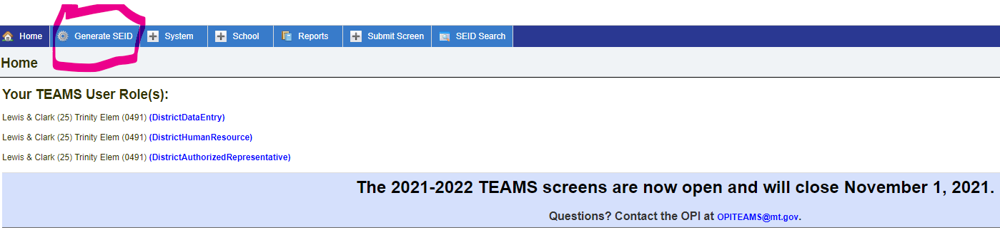 Home Generate SEID System School Reports Submit Screen SEID Search
Home
Your TEAMS User Role(s):
Lewis & Clark (25) Trinity Elem (0491) (DistrictDataEntry)
Lewis & Clark (25) Trinity Elem (0491) (DistrictHumanResource)
Lewis & Clark (25) Trinity Elem (0491) (DistrictAuthorizedRepresentative)
The 2021-2022 TEAMS screens are now open and will close November 1, 2021.
Questions? Contact the OPI at OPITEAMS@mt.gov.